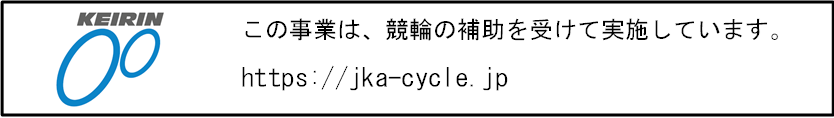 KEIRIN
この事業は、競輪の補助を受けて実施しています。
https://jka-cycle.jp